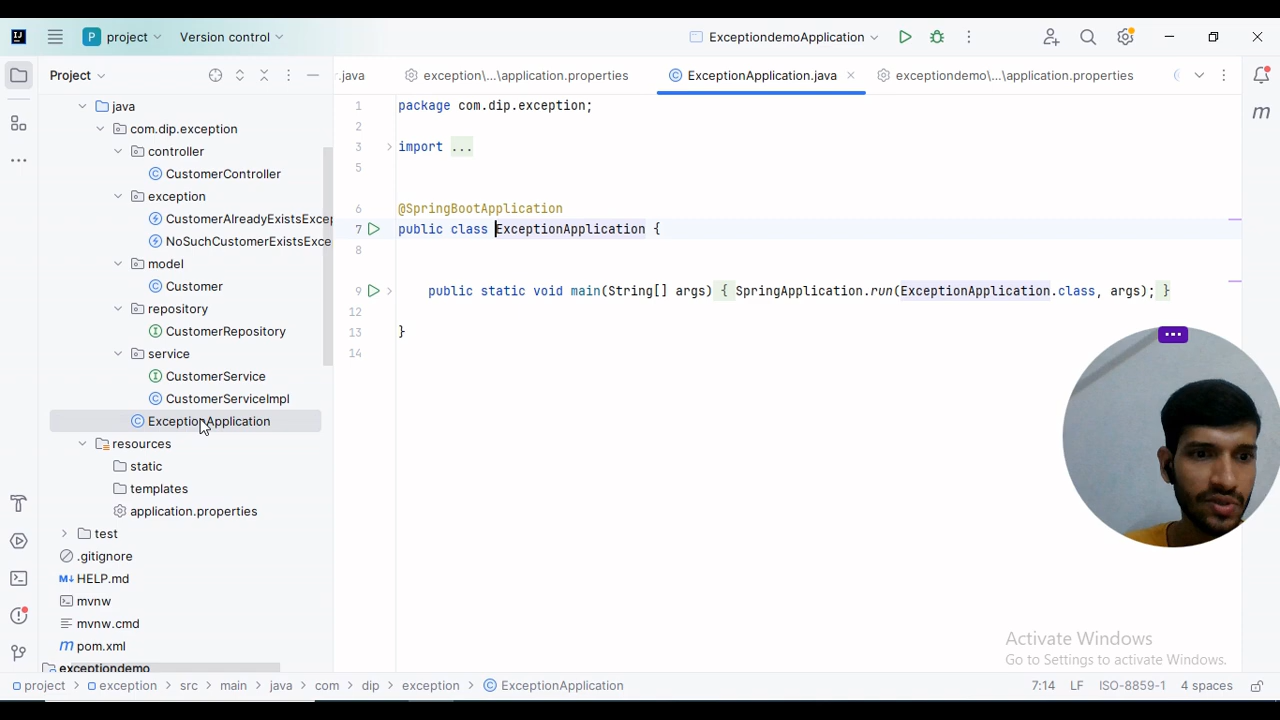 P project
Version control
ExceptiondemoApplication
Project
.java
exception\...\application.properties
ExceptionApplication.java
exceptiondemo\...\application.properties
java
com.dip.exception
controller
CustomerController
exception
CustomerAlreadyExistsExcep
NoSuchCustomerExistsExce
model
Customer
repository
CustomerRepository
service
CustomerService
CustomerServiceImpl
ExceptionApplication
resources
static
templates
application.properties
test
.gitignore
HELP.md
mvnw
mvnw.cmd
pom.xml
exceptiondemo
1 package com.dip.exception;
2
3 import ...
5
6 @SpringBootApplication
7 public class ExceptionApplication {
8
9 public static void main(String[] args) { SpringApplication.run(ExceptionApplication.class, args); }
12
13 }
14
Activate Windows
Go to Settings to activate Windows.
project > exception > src > main > java > com > dip > exception > ExceptionApplication
7:14 LF ISO-8859-1 4 spaces